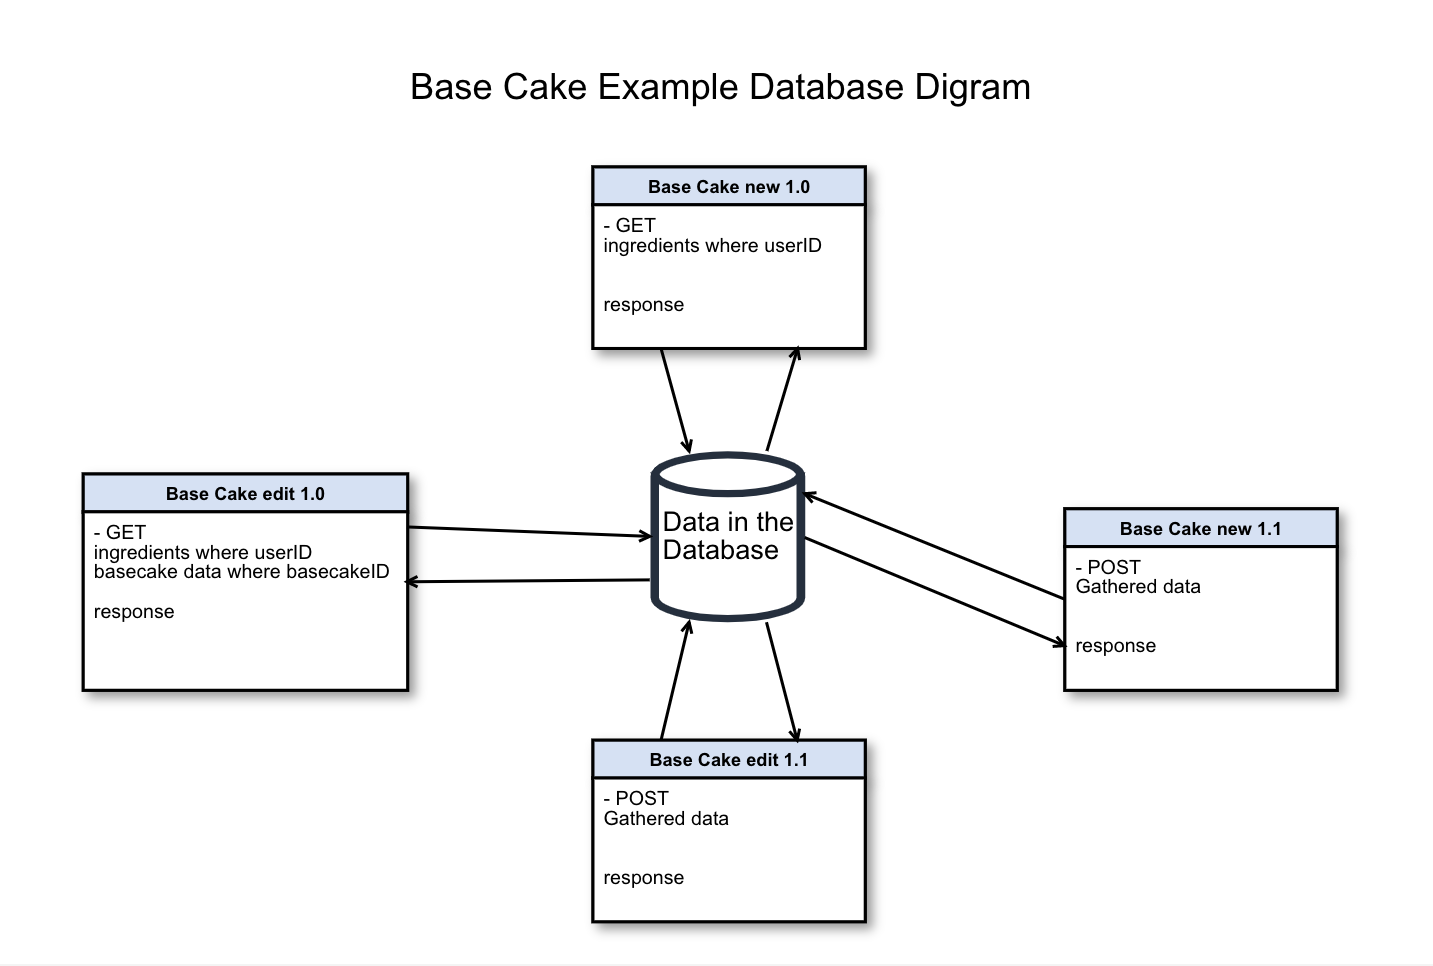 Base Cake Example Database Digram
Base Cake new 1.0
- GET
ingredients where userID
response
Base Cake edit 1.0
- GET
ingredients where userID
basecake data where basecakeID
response
Data in the
Database
Base Cake new 1.1
- POST
Gathered data
response
Base Cake edit 1.1
- POST
Gathered data
response